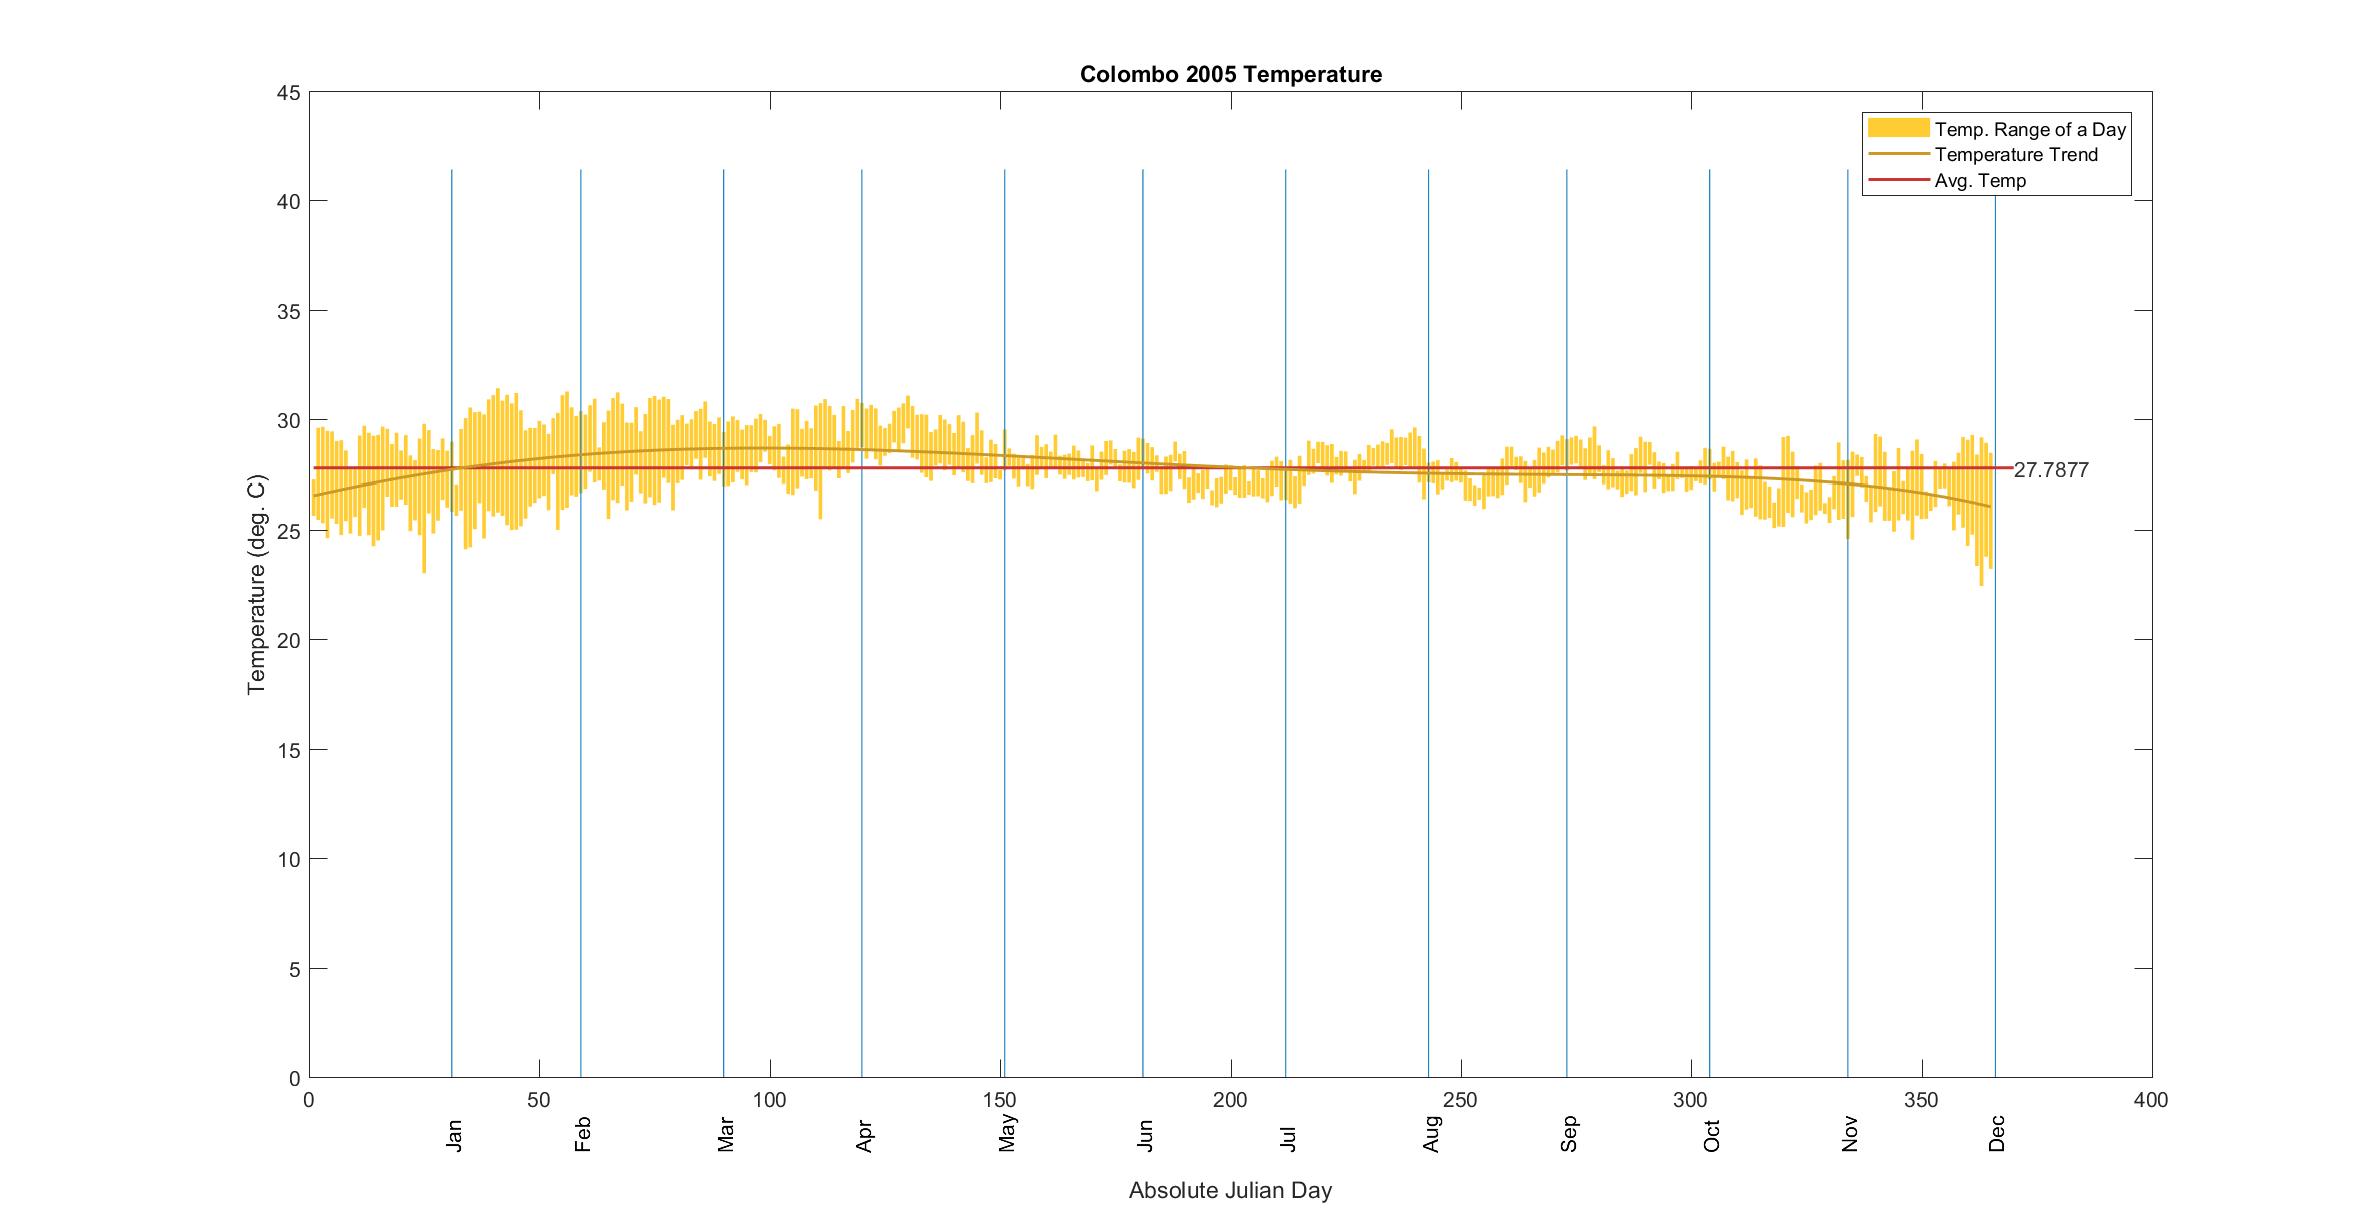 Colombo 2005 Temperature
45
40
35
30
25
20
15
10
5
0
Temperature (deg. C)
Temp. Range of a Day
Temperature Trend
Avg. Temp
27.7877
0 50 100 150 200 250 300 350 400
Jan Feb Mar Apr May Jun Jul Aug Sep Oct Nov Dec
Absolute Julian Day